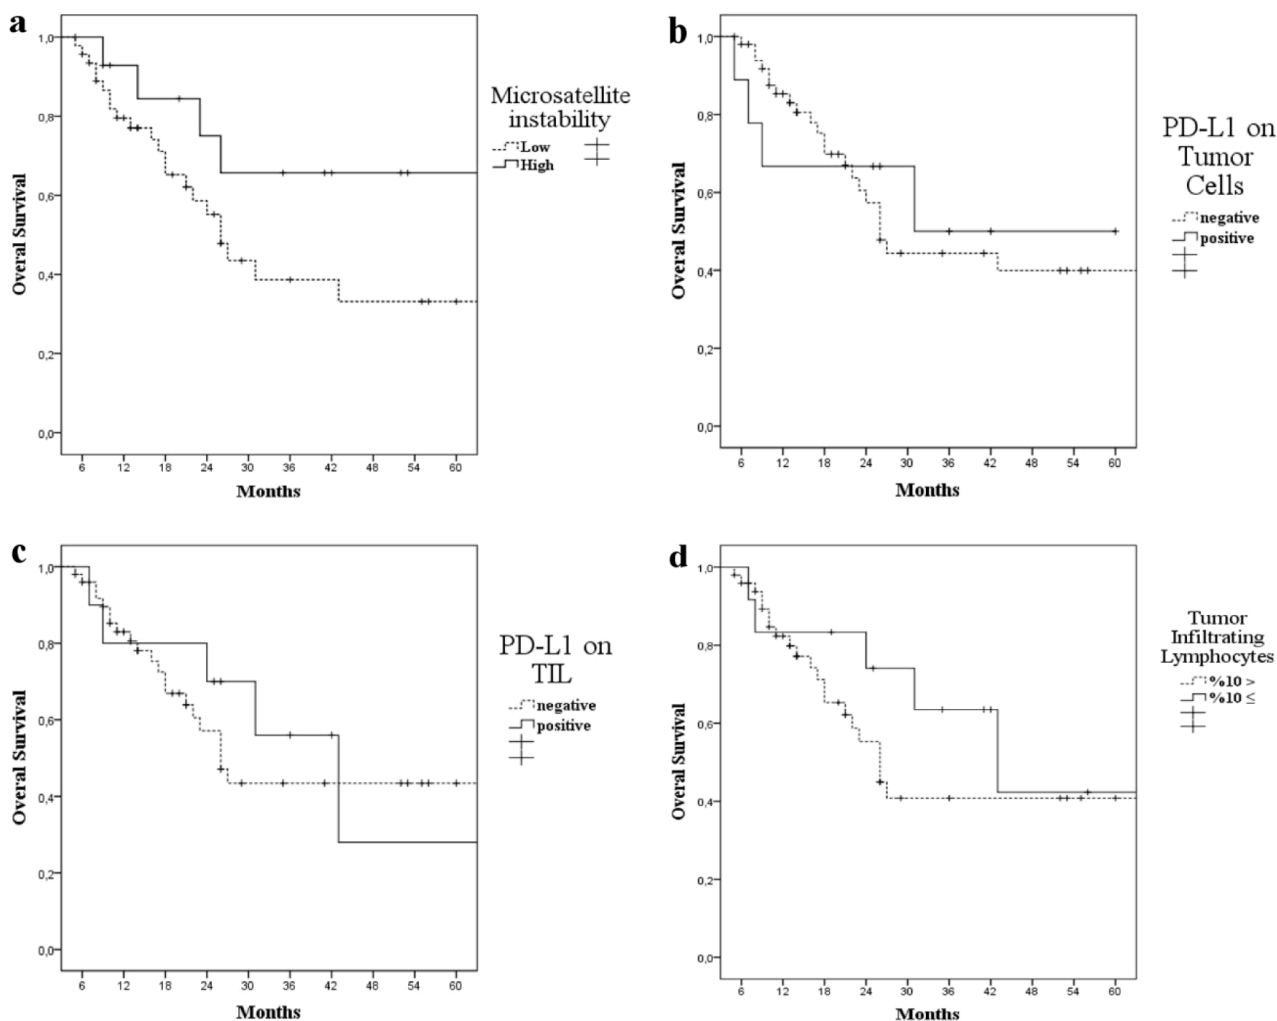 a
1,0
0,8
0,6
0,4
0,2
0,0
Overal Survival
6 12 18 24 30 36 42 48 54 60
Months
Microsatellite
instability
Low
High
b
1,0
0,8
0,6
0,4
0,2
0,0
Overal Survival
6 12 18 24 30 36 42 48 54 60
Months
PD-L1 on
Tumor
Cells
negative
positive
c
1,0
0,8
0,6
0,4
0,2
0,0
Overal Survival
6 12 18 24 30 36 42 48 54 60
Months
PD-L1 on
TIL
negative
positive
d
1,0
0,8
0,6
0,4
0,2
0,0
Overal Survival
6 12 18 24 30 36 42 48 54 60
Months
Tumor
Infiltrating
Lymphocytes
%10 >
%10 ≤